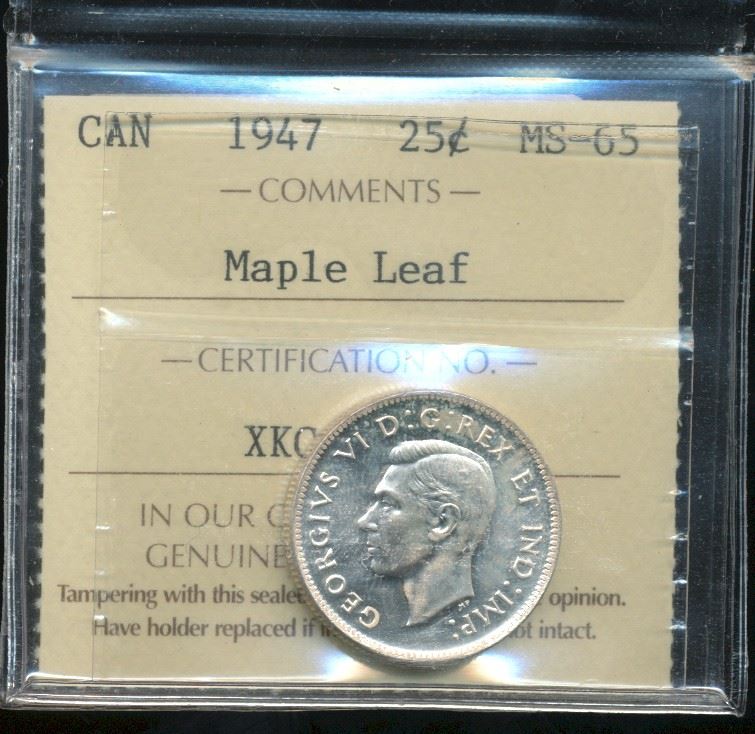 CAN 1947 25¢ MS-65
— COMMENTS —
Maple Leaf
— CERTIFICATION NO. —
XKC
IN OUR
GENUINE
Tampering with this opinion.
Have holder replaced if ot intact.
GEORGIVS VI D:G:REX ET IND:IMP:
HP